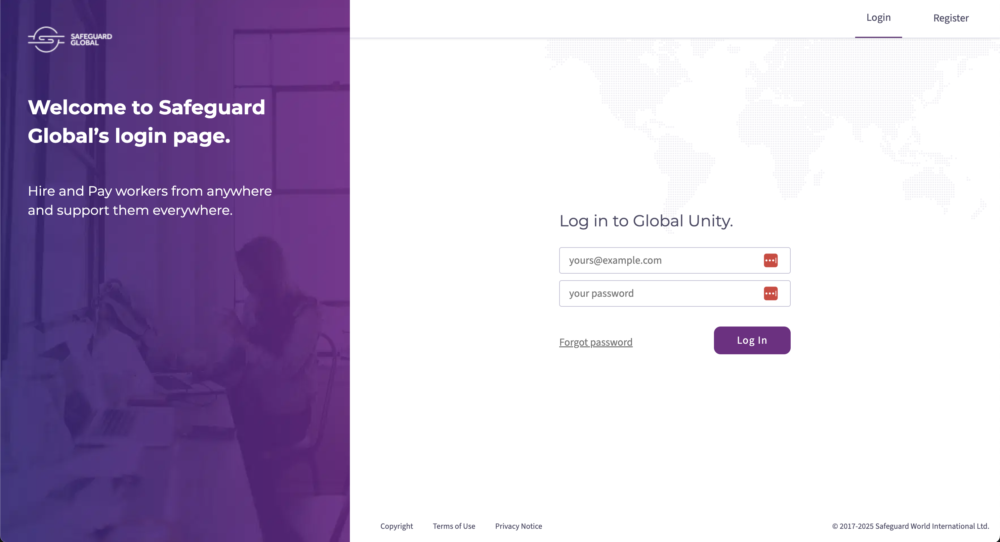 SAFEGUARD
GLOBAL
Welcome to Safeguard
Global’s login page.
Hire and Pay workers from anywhere
and support them everywhere.
Login
Register
Log in to Global Unity.
yours@example.com
your password
Forgot password
Log In
Copyright
Terms of Use
Privacy Notice
© 2017-2025 Safeguard World International Ltd.